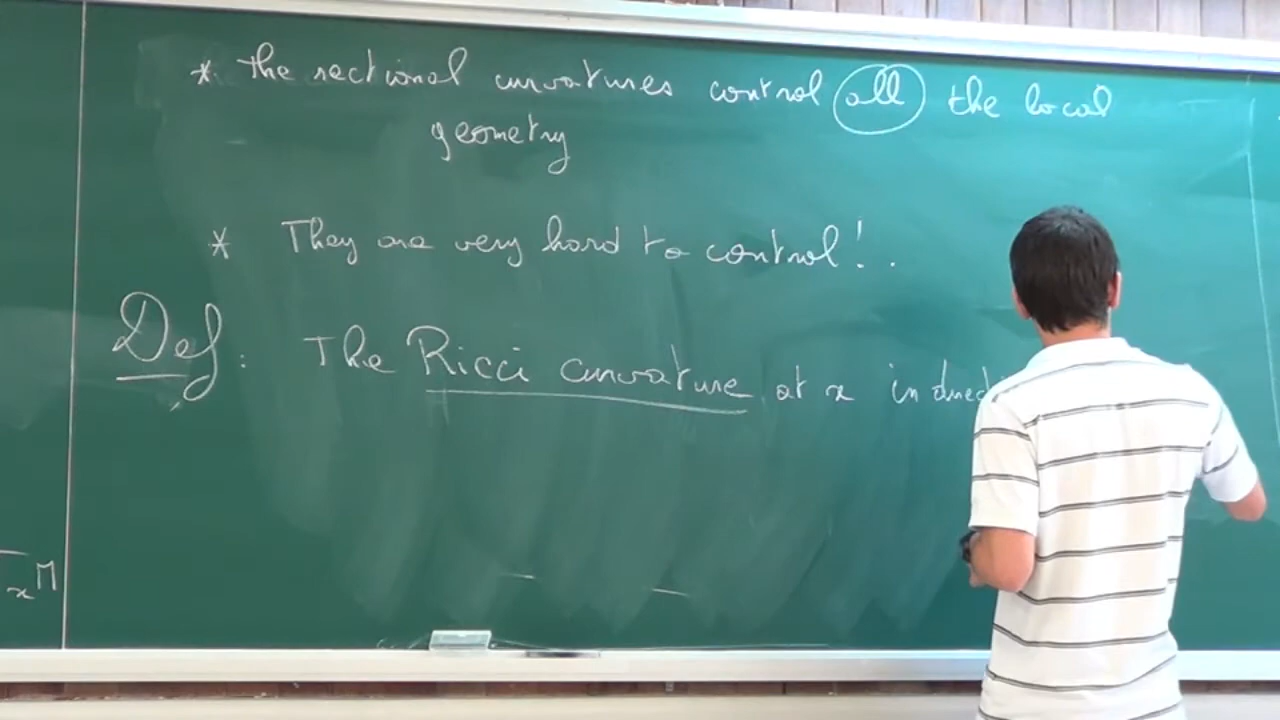 * The sectional curvatures control all the local
geometry
* They are very hard to control!.
Def: The Ricci curvature at x in direc
T_x M